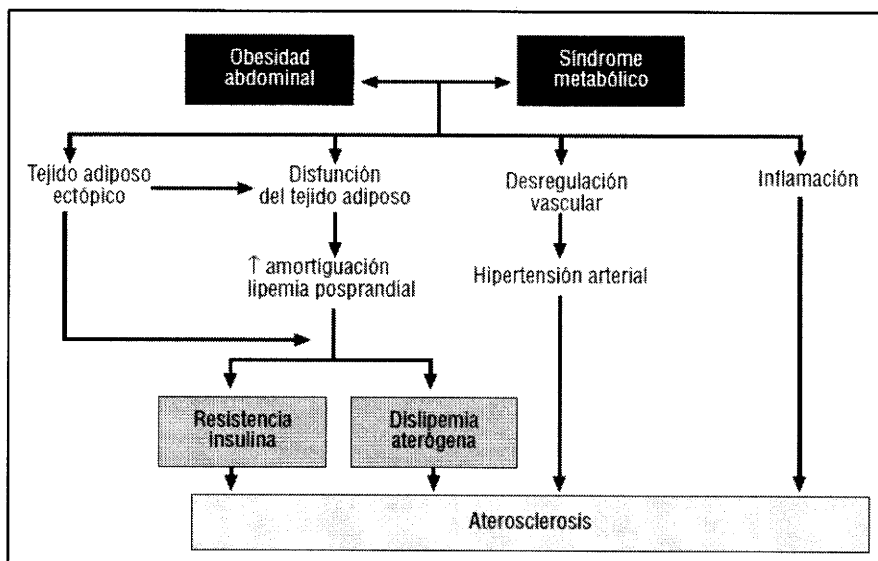 Obesidad
abdominal
Síndrome
metabólico
Tejido adiposo
ectópico
Disfunción
del tejido adiposo
Desregulación
vascular
Inflamación
↑ amortiguación
lipemia posprandial
Hipertensión arterial
Resistencia
insulina
Dislipemia
aterógena
Aterosclerosis